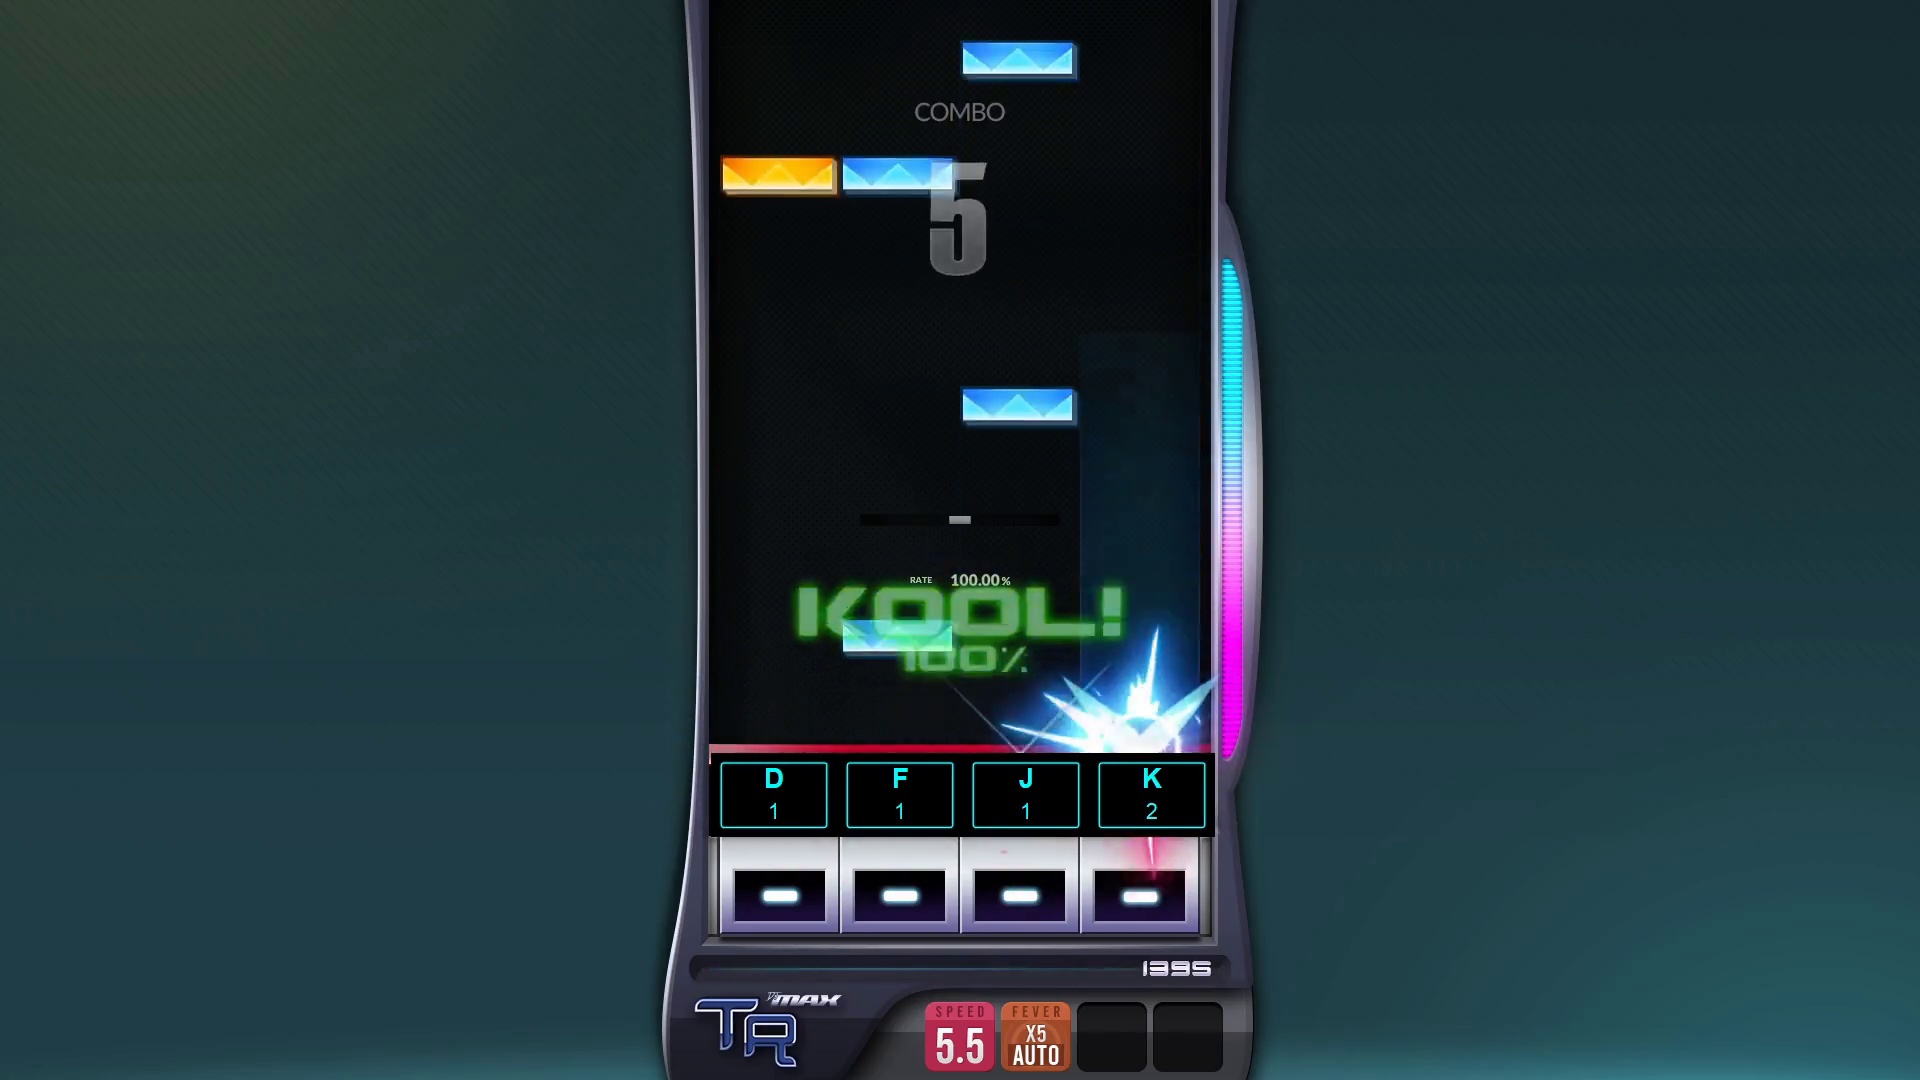 COMBO
5
RATE 100.00%
KOOL!
100%
D F J K
1 1 1 2
1395
MAX
TR
SPEED
5.5
FEVER
X5
AUTO